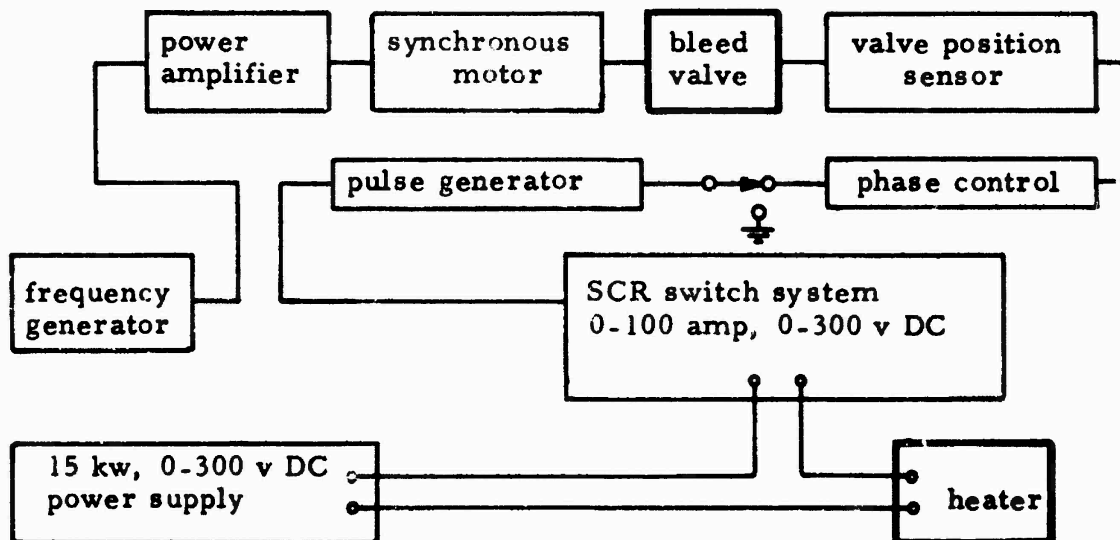 power
amplifier
synchronous
motor
bleed
valve
valve position
sensor
pulse generator
phase control
frequency
generator
SCR switch system
0-100 amp, 0-300 v DC
15 kw, 0-300 v DC
power supply
heater